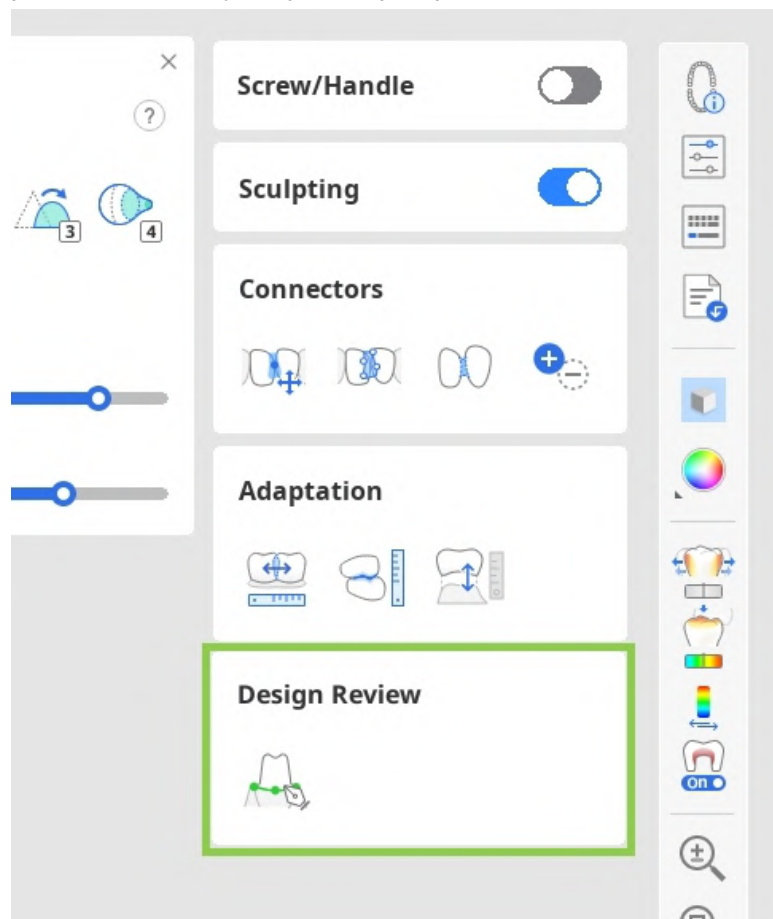 ?
3
4
Screw/Handle
Sculpting
Connectors
Adaptation
Design Review
On